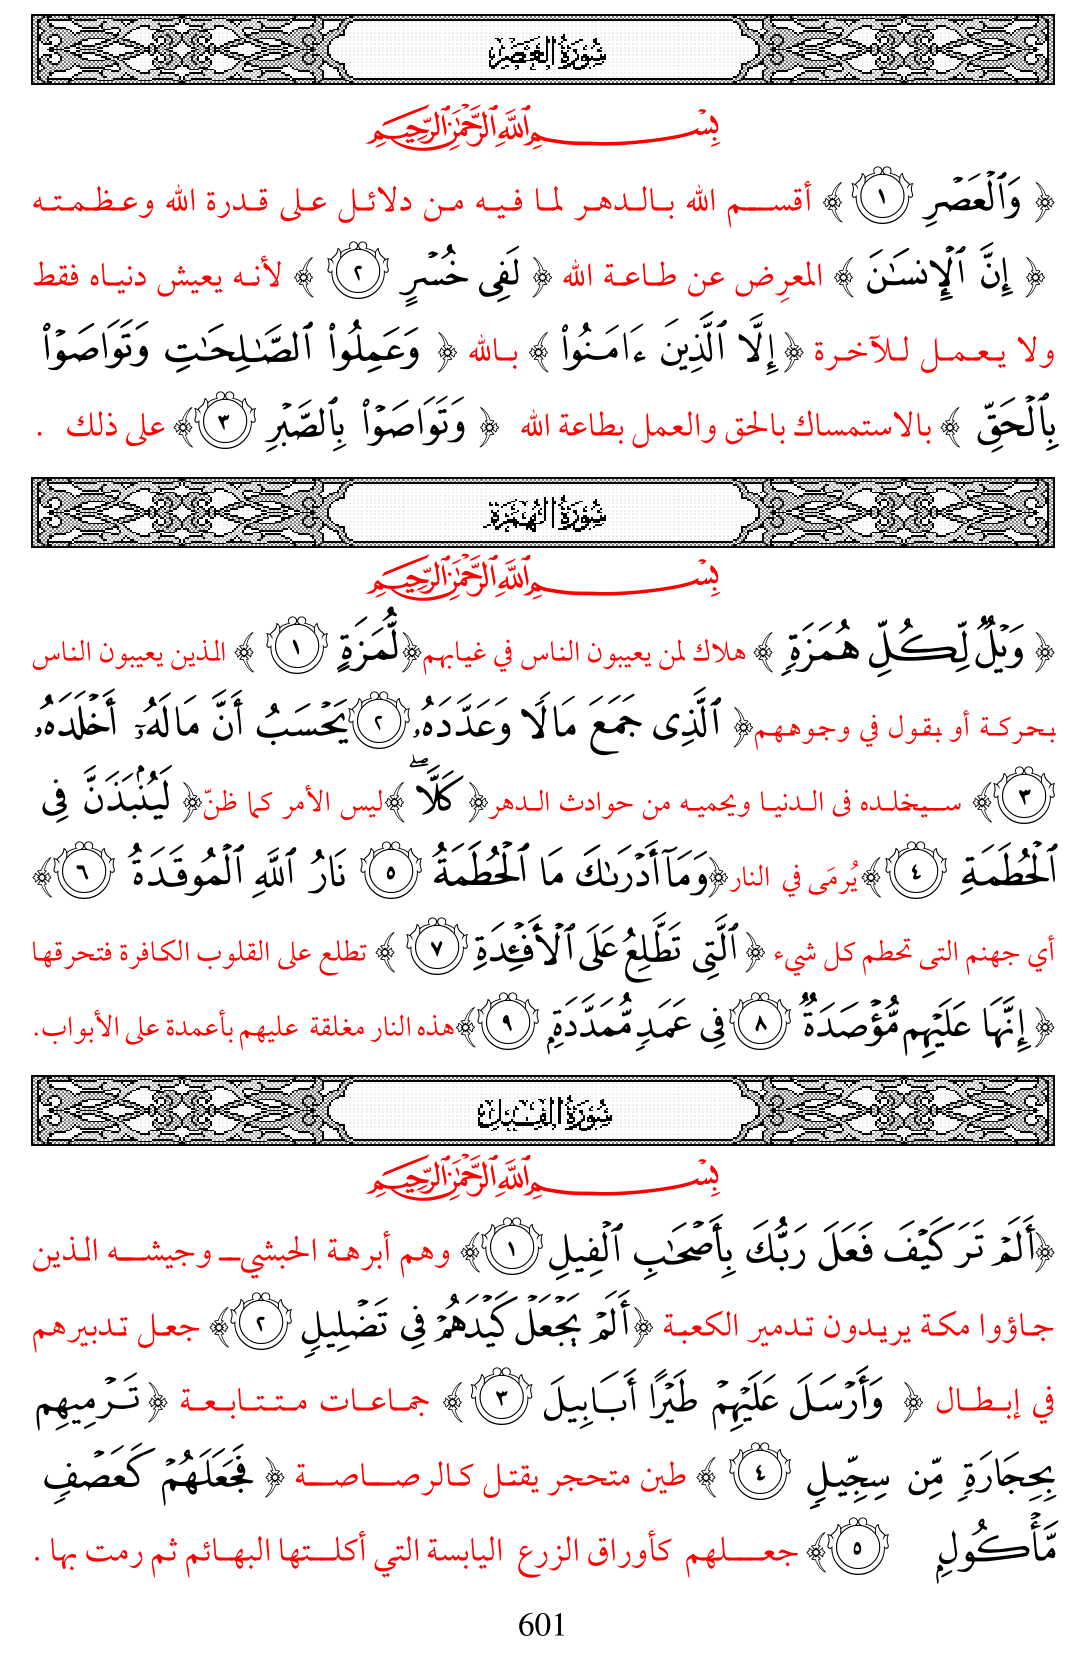 سُورَةُ العَصْرِ
بِسْمِ ٱللَّهِ ٱلرَّحْمَٰنِ ٱلرَّحِيمِ
﴿ وَٱلْعَصْرِ ١ ﴾ أقسم الله بالدهر لما فيه من دلائل على قدرة الله وعظمته
﴿ إِنَّ ٱلْإِنسَـٰنَ ﴾ المعرِض عن طاعة الله ﴿ لَفِى خُسْرٍ ٢ ﴾ لأنه يعيش دنياه فقط
ولا يعمل للآخرة ﴿ إِلَّا ٱلَّذِينَ ءَامَنُوا۟ ﴾ بالله ﴿ وَعَمِلُوا۟ ٱلصَّـٰلِحَـٰتِ وَتَوَاصَوْا۟
بِٱلْحَقِّ ﴾ بالاستمساك بالحق والعمل بطاعة الله ﴿ وَتَوَاصَوْا۟ بِٱلصَّبْرِ ٣ ﴾ على ذلك .
سُورَةُ الهُمَزَةِ
بِسْمِ ٱللَّهِ ٱلرَّحْمَٰنِ ٱلرَّحِيمِ
﴿ وَيْلٌ لِّكُلِّ هُمَزَةٍ ﴾ هلاك لمن يعيبون الناس في غيابهم ﴿ لُّمَزَةٍ ١ ﴾ الذين يعيبون الناس
بحركة أو بقول في وجوههم ﴿ ٱلَّذِى جَمَعَ مَالًا وَعَدَّدَهُۥ ٢ يَحْسَبُ أَنَّ مَالَهُۥٓ أَخْلَدَهُۥ
٣ ﴾ سيخلده فى الدنيا ويحميه من حوادث الدهر ﴿ كَلَّا ۖ ﴾ ليس الأمر كما ظنّ ﴿ لَيُنۢبَذَنَّ فِى
ٱلْحُطَمَةِ ٤ ﴾ يُرمَى في النار ﴿ وَمَآ أَدْرَىٰكَ مَا ٱلْحُطَمَةُ ٥ نَارُ ٱللَّهِ ٱلْمُوقَدَةُ ٦ ﴾
أي جهنم التى تحطم كل شيء ﴿ ٱلَّتِى تَطَّلِعُ عَلَى ٱلْأَفْـِٔدَةِ ٧ ﴾ تطلع على القلوب الكافرة فتحرقها
﴿ إِنَّهَا عَلَيْهِم مُّؤْصَدَةٌ ٨ فِى عَمَدٍ مُّمَدَّدَةٍۭ ٩ ﴾ هذه النار مغلقة عليهم بأعمدة على الأبواب.
سُورَةُ الفِيلِ
بِسْمِ ٱللَّهِ ٱلرَّحْمَٰنِ ٱلرَّحِيمِ
﴿ أَلَمْ تَرَ كَيْفَ فَعَلَ رَبُّكَ بِأَصْحَـٰبِ ٱلْفِيلِ ١ ﴾ وهم أبرهة الحبشي ــ وجيشه الذين
جاؤوا مكة يريدون تدمير الكعبة ﴿ أَلَمْ يَجْعَلْ كَيْدَهُمْ فِى تَضْلِيلٍ ٢ ﴾ جعل تدبيرهم
في إبطال ﴿ وَأَرْسَلَ عَلَيْهِمْ طَيْرًا أَبَابِيلَ ٣ ﴾ جماعات متتابعة ﴿ تَرْمِيهِم
بِحِجَارَةٍ مِّن سِجِّيلٍ ٤ ﴾ طين متحجر يقتل كالرصاصة ﴿ فَجَعَلَهُمْ كَعَصْفٍ
مَّأْكُولٍۭ ٥ ﴾ جعلهم كأوراق الزرع اليابسة التي أكلتها البهائم ثم رمت بها .
601